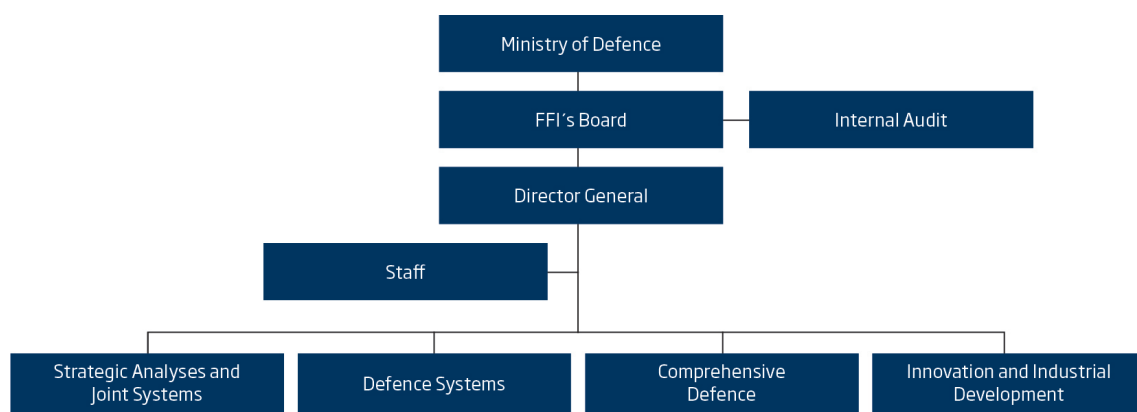 Ministry of Defence
FFI´s Board
Internal Audit
Director General
Staff
Strategic Analyses and
Joint Systems
Defence Systems
Comprehensive
Defence
Innovation and Industrial
Development